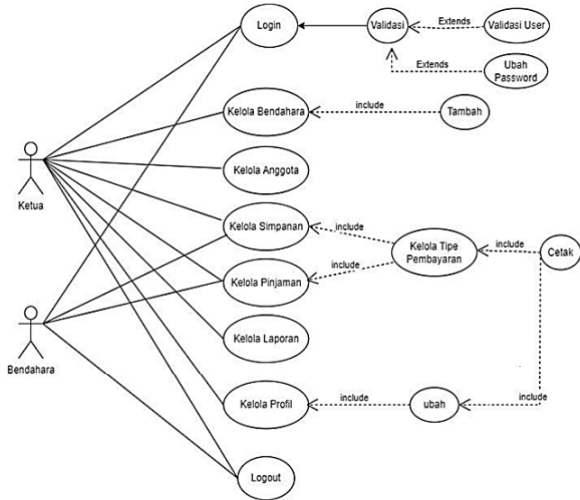 Login
Validasi
Extends
Validasi User
Extends
Ubah
Password
Kelola Bendahara
include
Tambah
Ketua
Kelola Anggota
Kelola Simpanan
include
Kelola Tipe
Pembayaran
include
Cetak
Kelola Pinjaman
include
Bendahara
Kelola Laporan
Kelola Profil
include
ubah
include
Logout